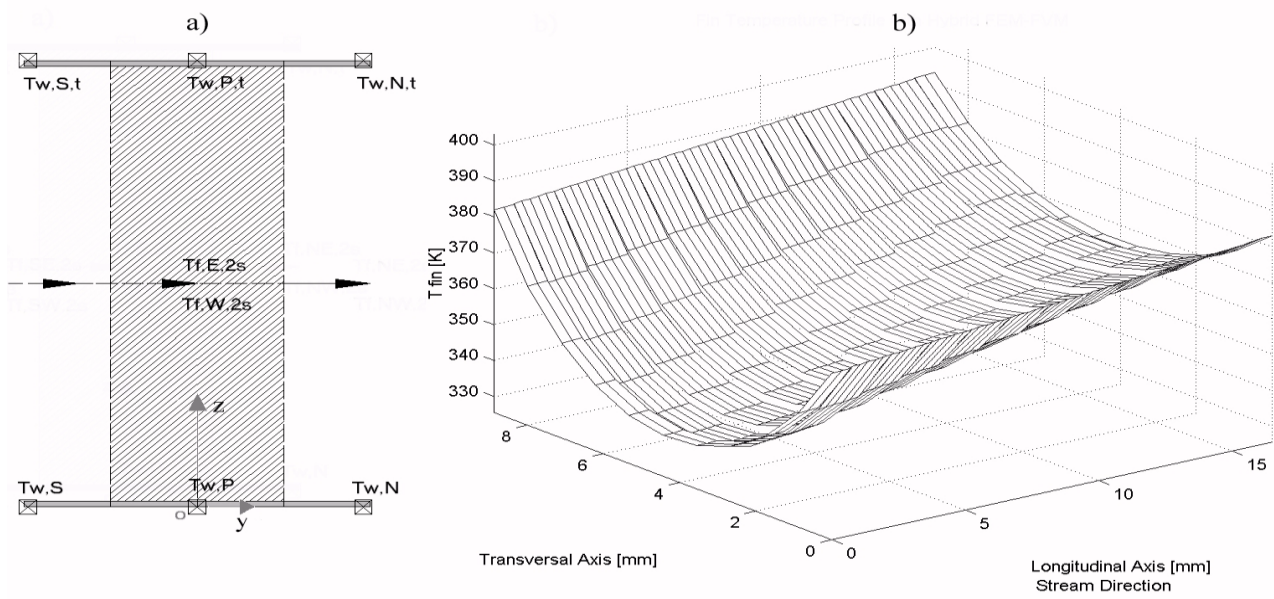 a)
b)
Tw,S,t
Tw,P,t
Tw,N,t
Tf,E,2s
Tf,W,2s
z
Tw,S
Tw,P
Tw,N
o
y
400
390
380
370
360
350
340
330
T fin [K]
8
6
4
2
0
0
5
10
15
Transversal Axis [mm]
Longitudinal Axis [mm]
Stream Direction